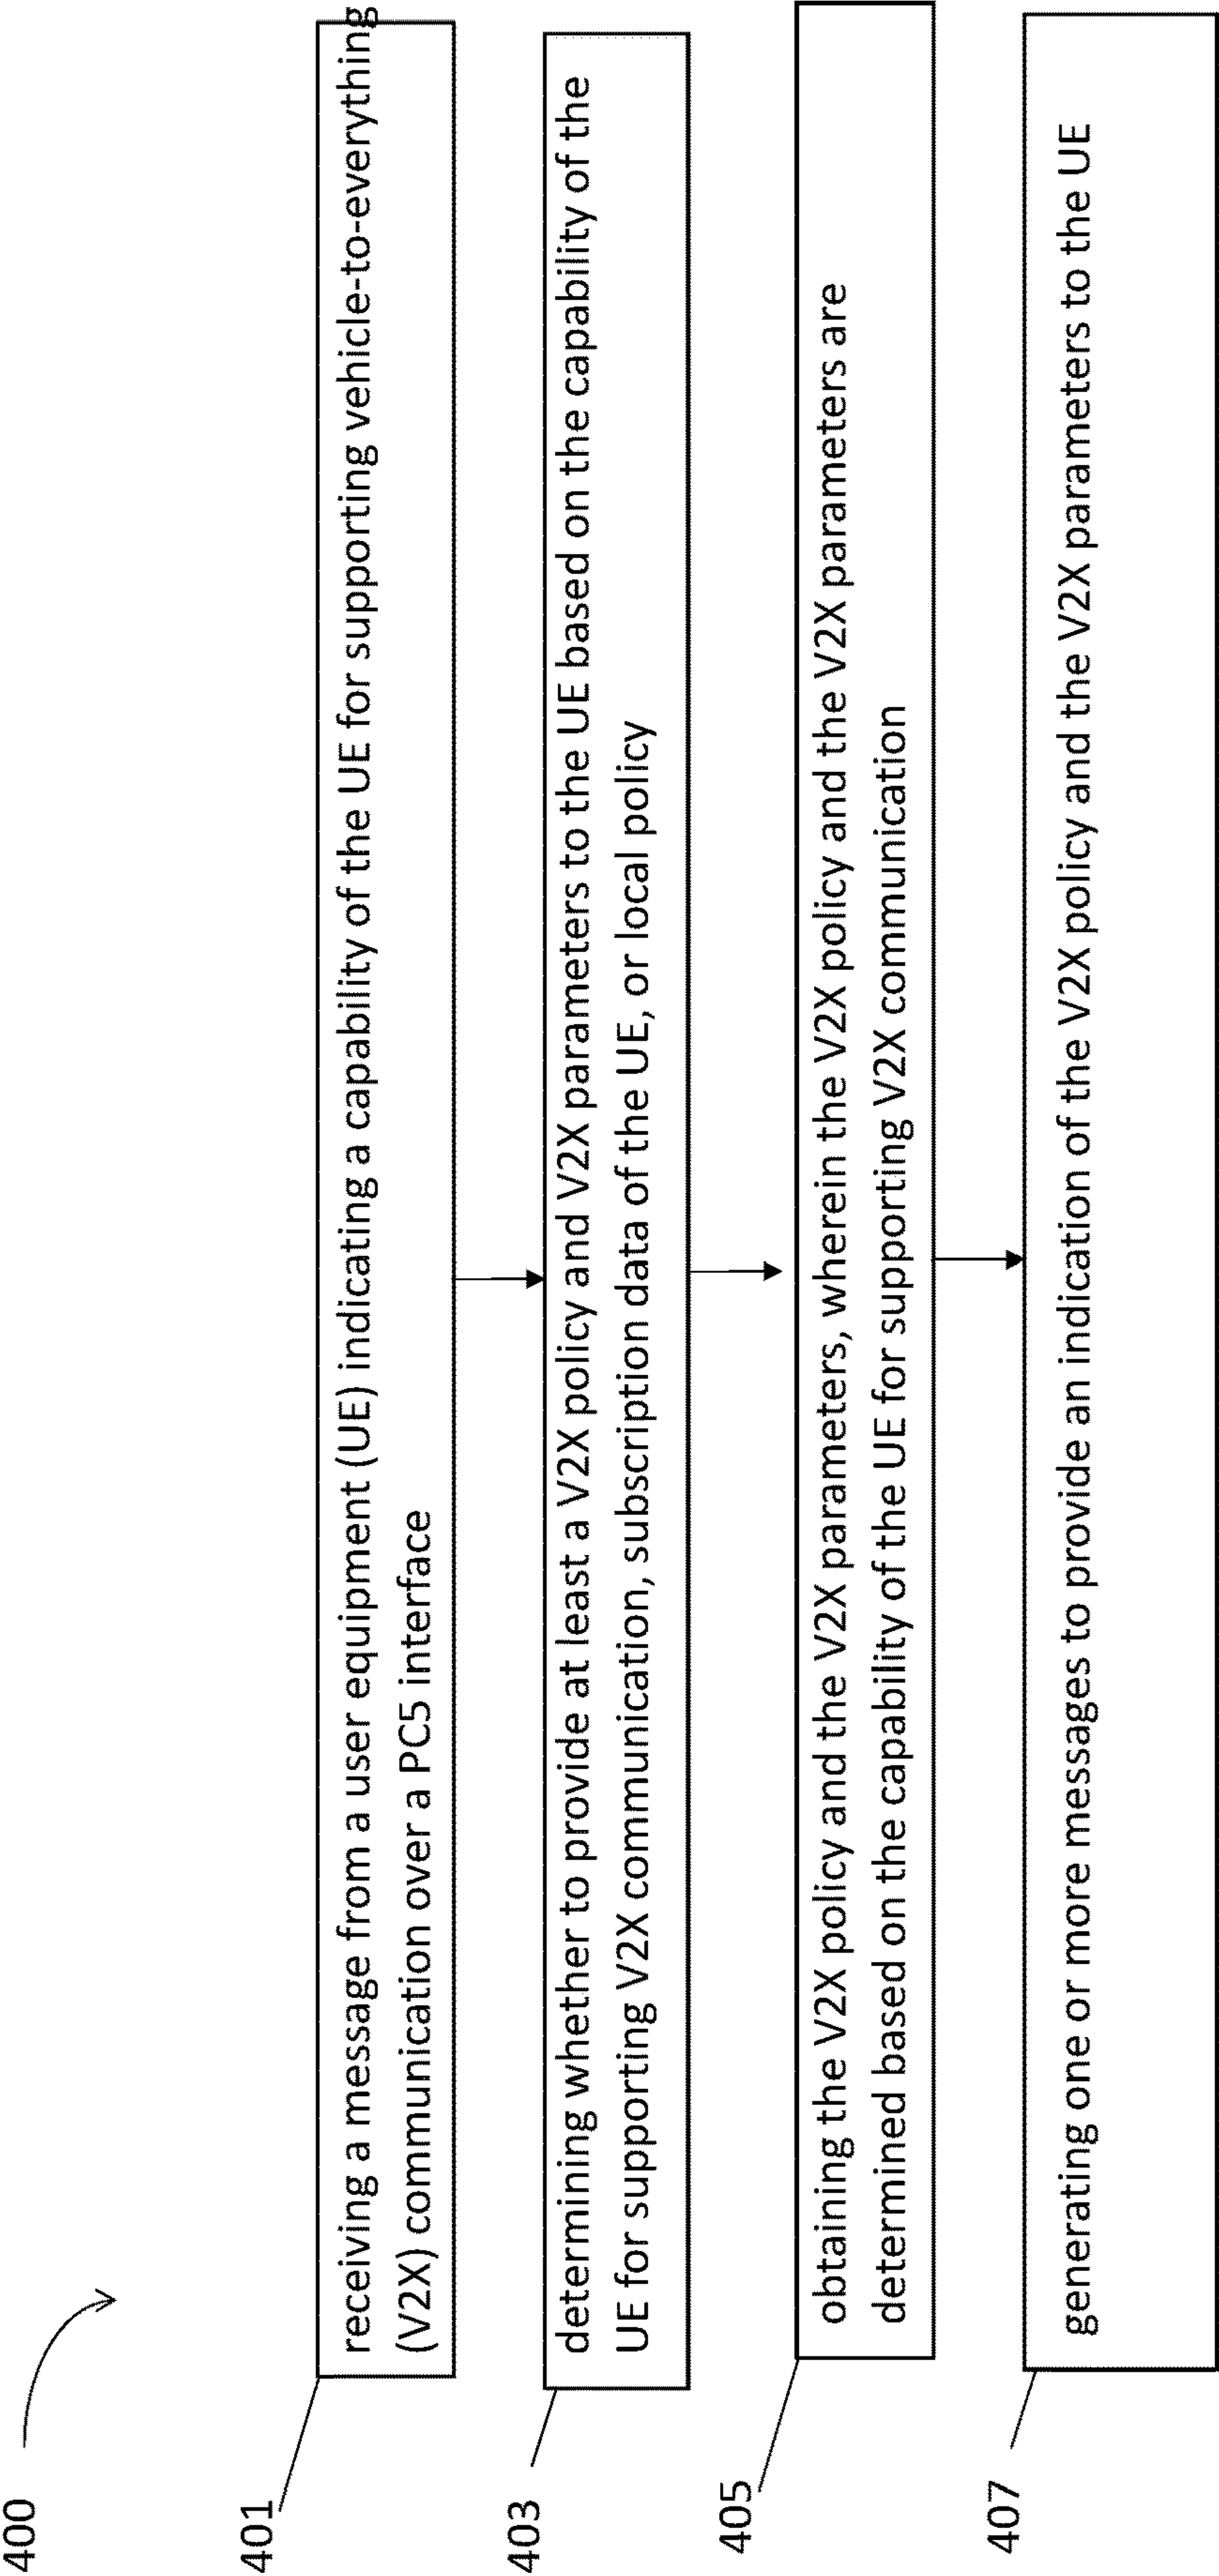 400
401
receiving a message from a user equipment (UE) indicating a capability of the UE for supporting vehicle-to-everything
(V2X) communication over a PC5 interface
403
determining whether to provide at least a V2X policy and V2X parameters to the UE based on the capability of the
UE for supporting V2X communication, subscription data of the UE, or local policy
405
obtaining the V2X policy and the V2X parameters, wherein the V2X policy and the V2X parameters are
determined based on the capability of the UE for supporting V2X communication
407
generating one or more messages to provide an indication of the V2X policy and the V2X parameters to the UE